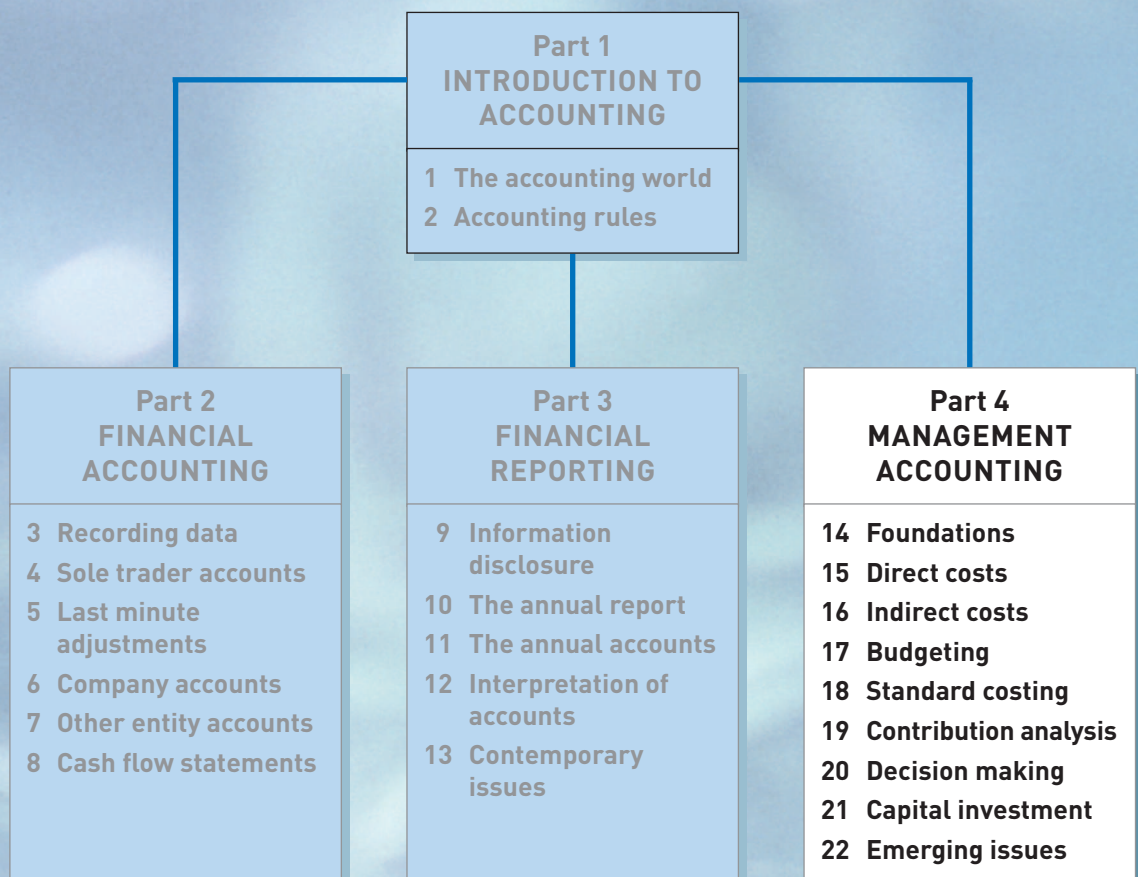 Part 1
INTRODUCTION TO
ACCOUNTING
1 The accounting world
2 Accounting rules
Part 2
FINANCIAL
ACCOUNTING
3 Recording data
4 Sole trader accounts
5 Last minute
adjustments
6 Company accounts
7 Other entity accounts
8 Cash flow statements
Part 3
FINANCIAL
REPORTING
9 Information
disclosure
10 The annual report
11 The annual accounts
12 Interpretation of
accounts
13 Contemporary
issues
Part 4
MANAGEMENT
ACCOUNTING
14 Foundations
15 Direct costs
16 Indirect costs
17 Budgeting
18 Standard costing
19 Contribution analysis
20 Decision making
21 Capital investment
22 Emerging issues